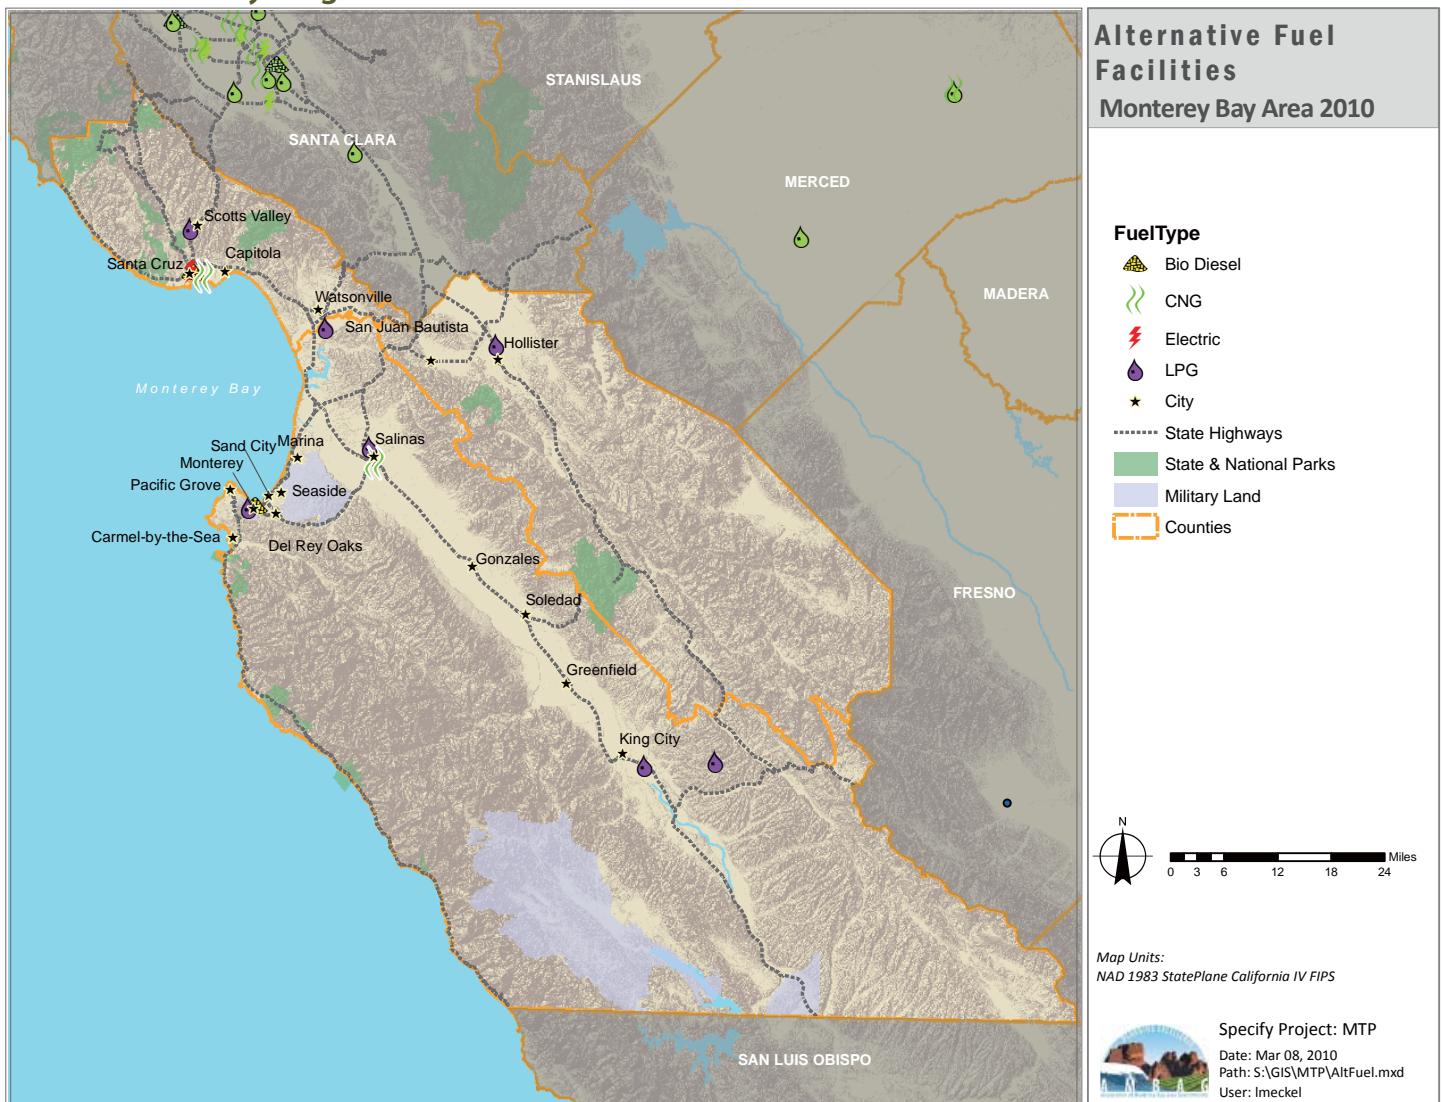 Alternative Fuel
Facilities
Monterey Bay Area 2010
STANISLAUS
SANTA CLARA
MERCED
MADERA
FRESNO
SAN LUIS OBISPO
Scotts Valley
Santa Cruz
Capitola
Watsonville
San Juan Bautista
Hollister
Monterey Bay
Marina
Sand City
Salinas
Monterey
Pacific Grove
Seaside
Carmel-by-the-Sea
Del Rey Oaks
Gonzales
Soledad
Greenfield
King City
FuelType
Bio Diesel
CNG
Electric
LPG
City
State Highways
State & National Parks
Military Land
Counties
N
Miles
0 3 6 12 18 24
Map Units:
NAD 1983 StatePlane California IV FIPS
AMBAG
Specify Project: MTP
Date: Mar 08, 2010
Path: S:\GIS\MTP\AltFuel.mxd
User: lmeckel